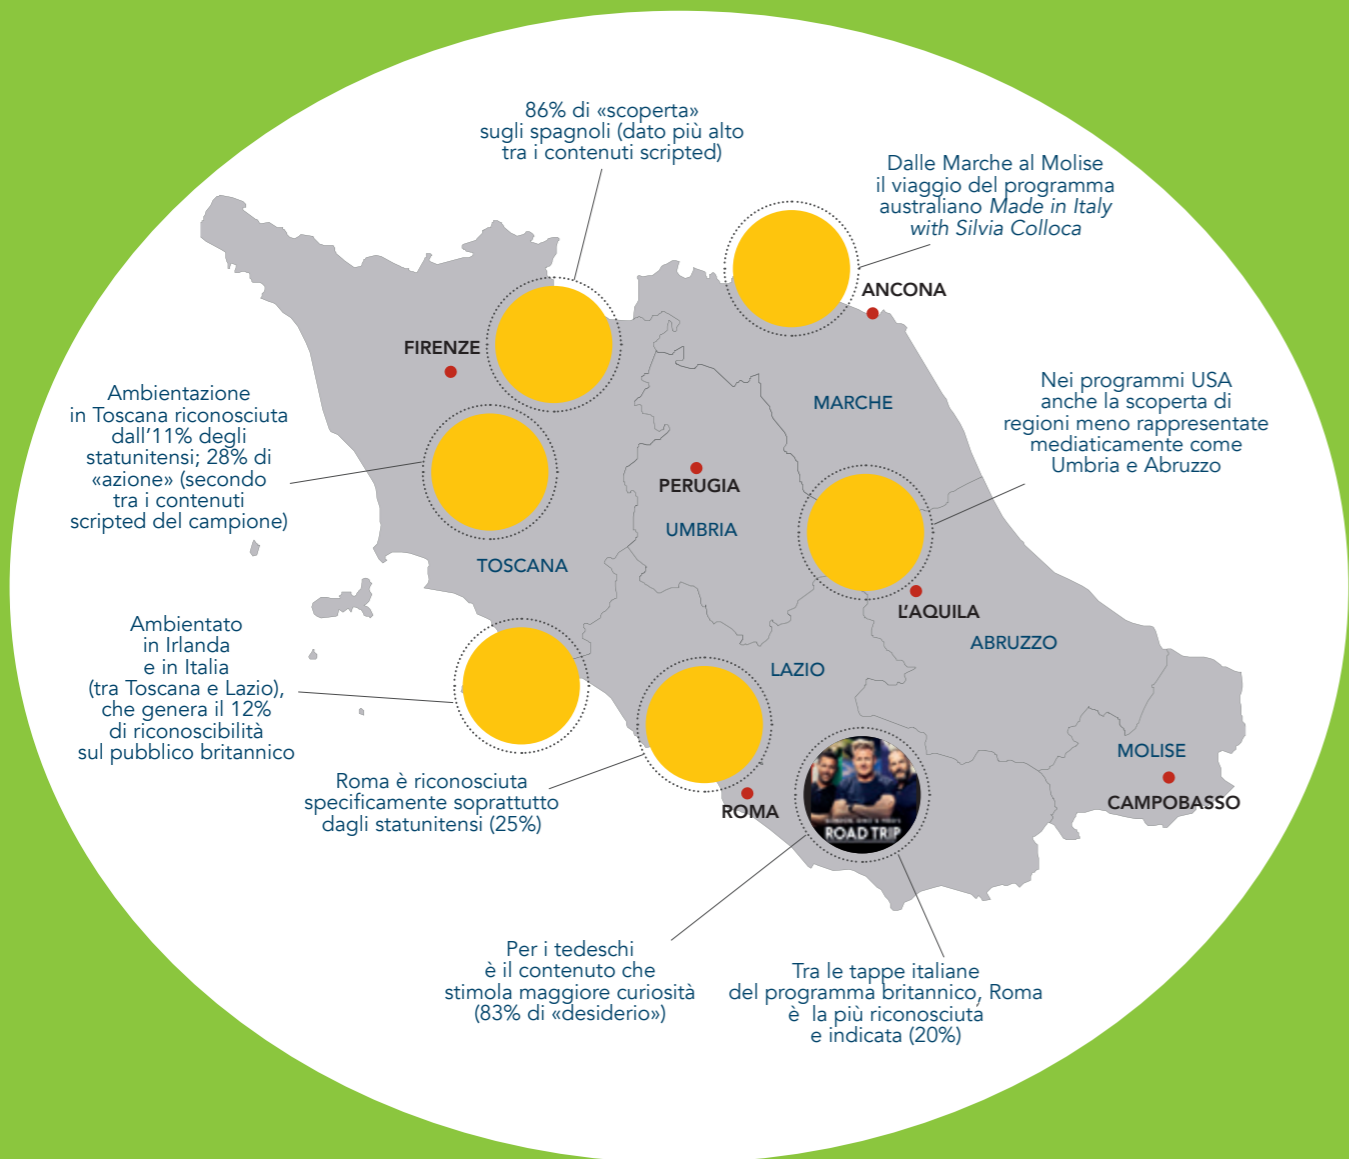 86% di «scoperta»
sugli spagnoli (dato più alto
tra i contenuti scripted)
Dalle Marche al Molise
il viaggio del programma
australiano Made in Italy
with Silvia Colloca
ANCONA
FIRENZE
Ambientazione
in Toscana riconosciuta
dall'11% degli
statunitensi; 28% di
«azione» (secondo
tra i contenuti
scripted del campione)
MARCHE
Nei programmi USA
anche la scoperta di
regioni meno rappresentate
mediaticamente come
Umbria e Abruzzo
PERUGIA
UMBRIA
TOSCANA
L'AQUILA
ABRUZZO
LAZIO
Ambientato
in Irlanda
e in Italia
(tra Toscana e Lazio),
che genera il 12%
di riconoscibilità
sul pubblico britannico
MOLISE
CAMPOBASSO
Roma è riconosciuta
specificamente soprattutto
dagli statunitensi (25%)
ROMA
ROAD TRIP
Per i tedeschi
è il contenuto che
stimola maggiore curiosità
(83% di «desiderio»)
Tra le tappe italiane
del programma britannico, Roma
è la più riconosciuta
e indicata (20%)